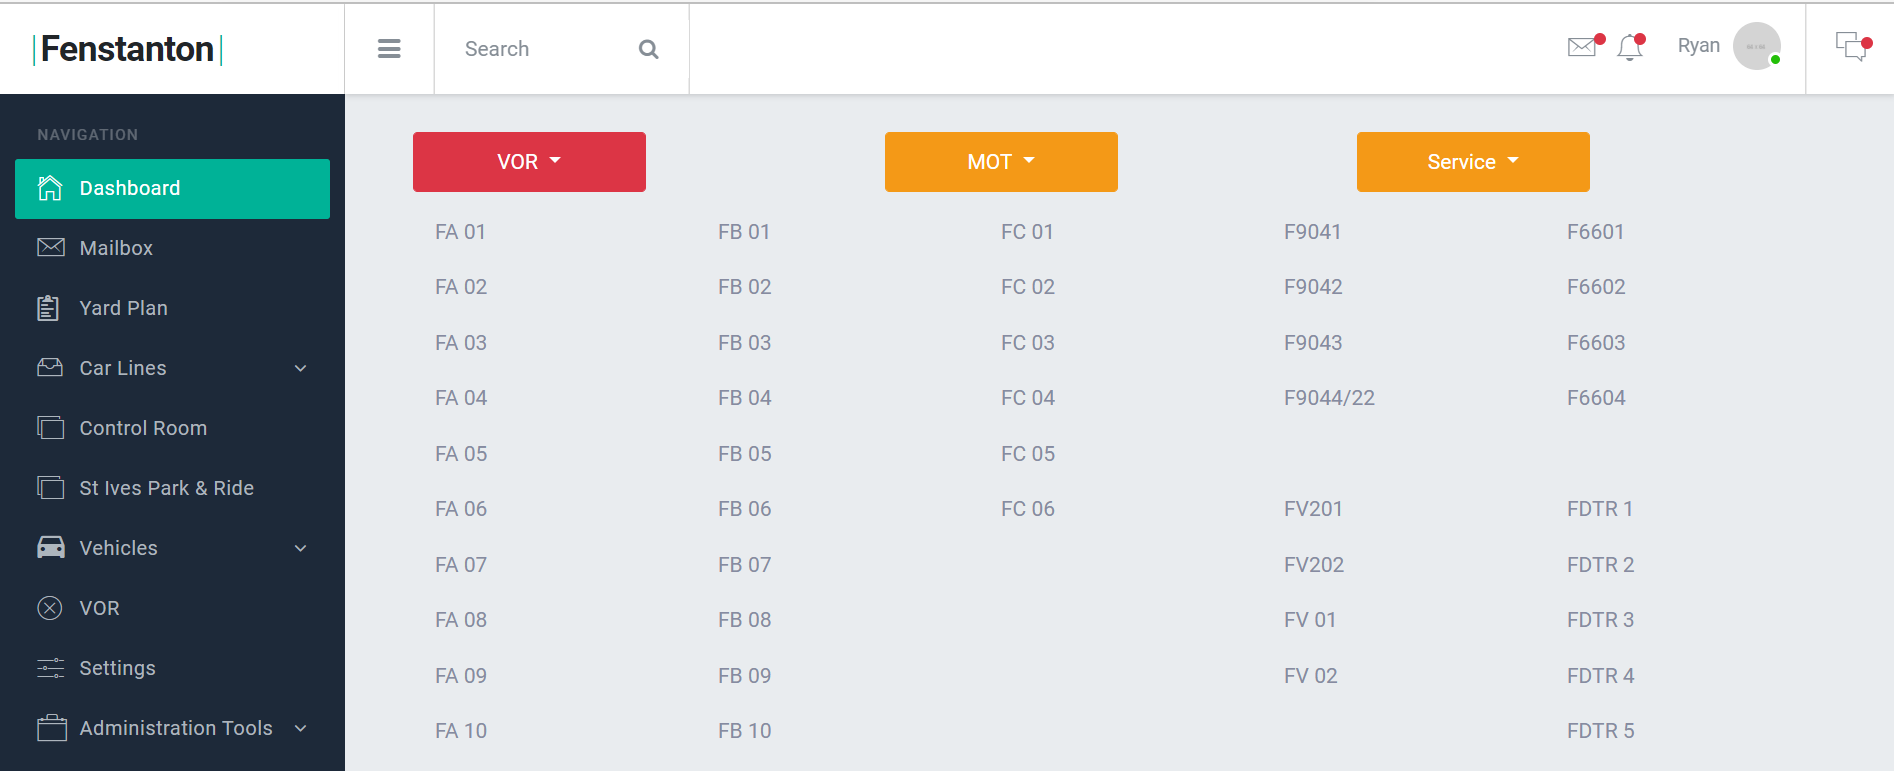 |Fenstanton|
Search
Ryan
NAVIGATION
Dashboard
Mailbox
Yard Plan
Car Lines
Control Room
St Ives Park & Ride
Vehicles
VOR
Settings
Administration Tools
VOR MOT Service
FA 01 FB 01 FC 01 F9041 F6601
FA 02 FB 02 FC 02 F9042 F6602
FA 03 FB 03 FC 03 F9043 F6603
FA 04 FB 04 FC 04 F9044/22 F6604
FA 05 FB 05 FC 05
FA 06 FB 06 FC 06 FV201 FDTR 1
FA 07 FB 07 FV202 FDTR 2
FA 08 FB 08 FV 01 FDTR 3
FA 09 FB 09 FV 02 FDTR 4
FA 10 FB 10 FDTR 5